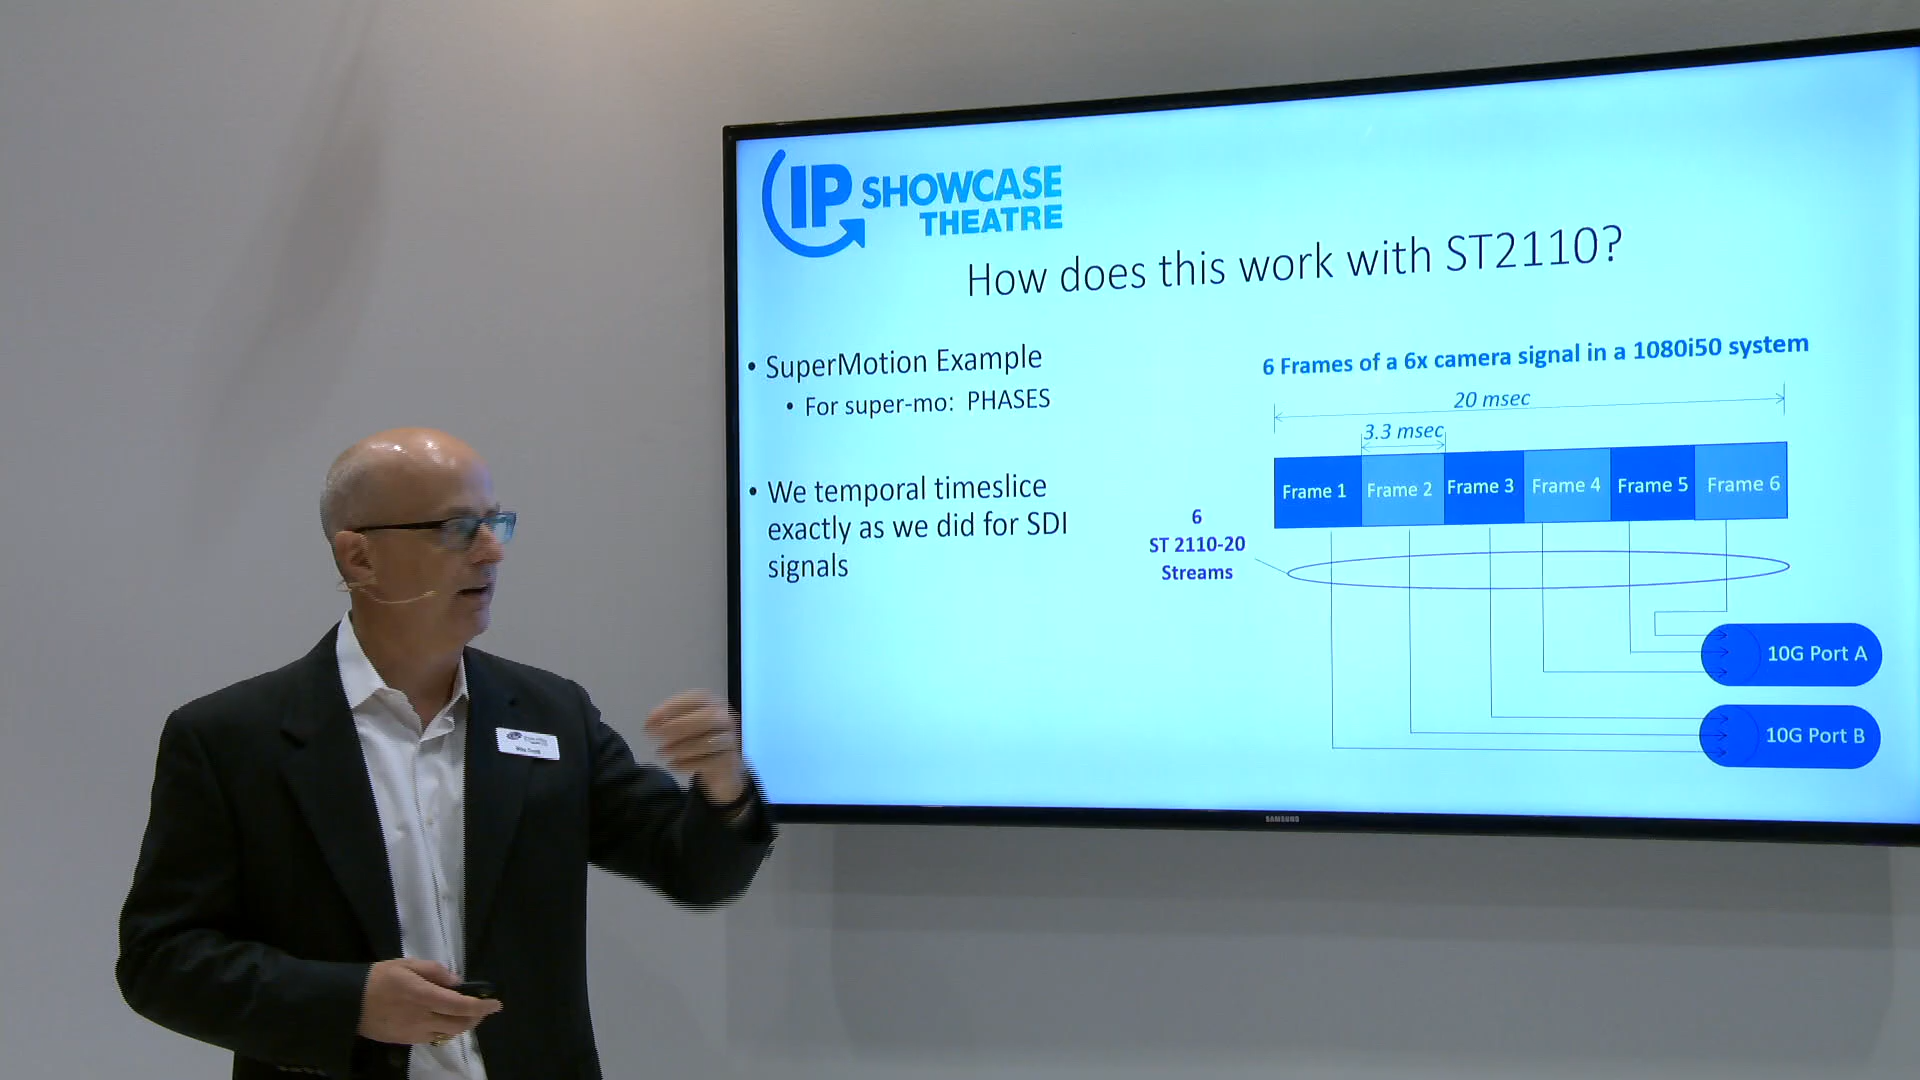 IP SHOWCASE
THEATRE
How does this work with ST2110?
• SuperMotion Example
• For super-mo: PHASES
• We temporal timeslice
exactly as we did for SDI
signals
6 Frames of a 6x camera signal in a 1080i50 system
20 msec
3.3 msec
Frame 1 Frame 2 Frame 3 Frame 4 Frame 5 Frame 6
6
ST 2110-20
Streams
10G Port A
10G Port B
SAMSUNG